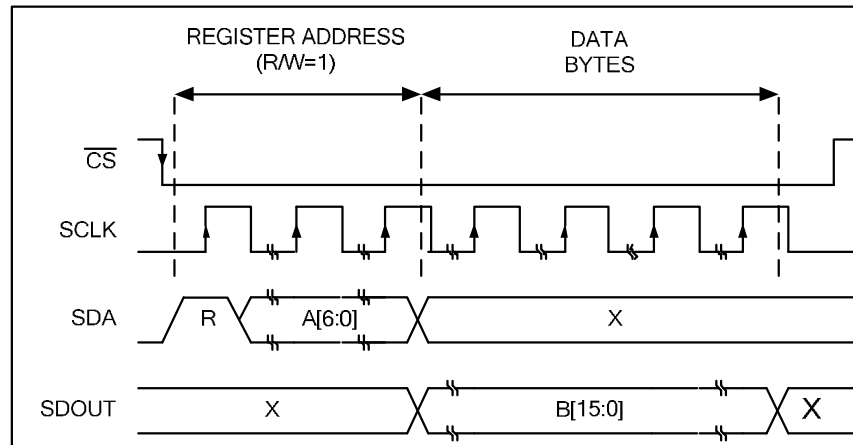 REGISTER ADDRESS
(R/W=1)
DATA
BYTES
CS
SCLK
SDA
R
A[6:0]
X
SDOUT
X
B[15:0]
X